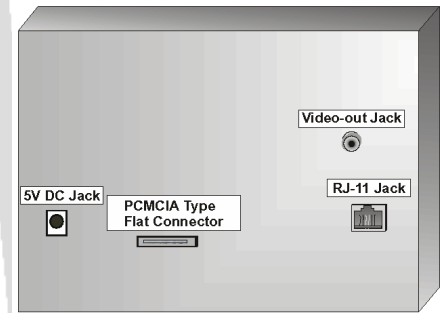 Video-out Jack
5V DC Jack
PCMCIA Type
Flat Connector
RJ-11 Jack